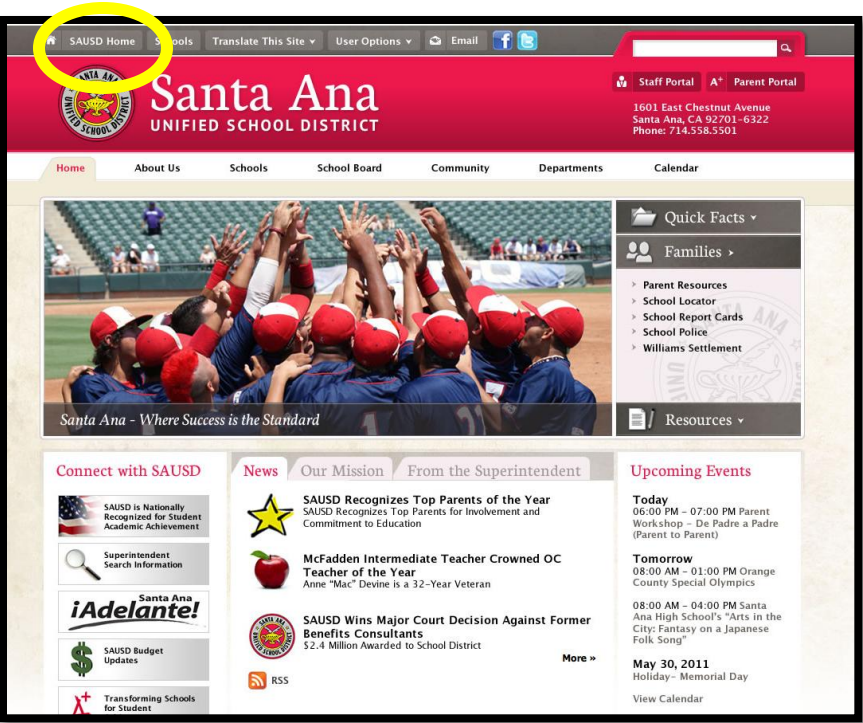 SAUSD Home Schools Translate This Site User Options Email
Staff Portal A+ Parent Portal
Santa Ana
UNIFIED SCHOOL DISTRICT
SANTA ANA UNIFIED SCHOOL DISTRICT
1601 East Chestnut Avenue
Santa Ana, CA 92701-6322
Phone: 714.558.5501
Home About Us Schools School Board Community Departments Calendar
Quick Facts
Families
Parent Resources
School Locator
School Report Cards
School Police
Williams Settlement
Resources
Santa Ana - Where Success is the Standard
Connect with SAUSD
SAUSD is Nationally
Recognized for Student
Academic Achievement
Superintendent
Search Information
Santa Ana
¡Adelante!
SAUSD Budget
Updates
Transforming Schools
for Student
News Our Mission From the Superintendent
SAUSD Recognizes Top Parents of the Year
SAUSD Recognizes Top Parents for Involvement and
Commitment to Education
McFadden Intermediate Teacher Crowned OC
Teacher of the Year
Anne "Mac" Devine is a 32-Year Veteran
SAUSD Wins Major Court Decision Against Former
Benefits Consultants
$2.4 Million Awarded to School District
More »
RSS
Upcoming Events
Today
06:00 PM - 07:00 PM Parent
Workshop - De Padre a Padre
(Parent to Parent)
Tomorrow
08:00 AM - 01:00 PM Orange
County Special Olympics
08:00 AM - 04:00 PM Santa
Ana High School's "Arts in the
City: Fantasy on a Japanese
Folk Song"
May 30, 2011
Holiday- Memorial Day
View Calendar